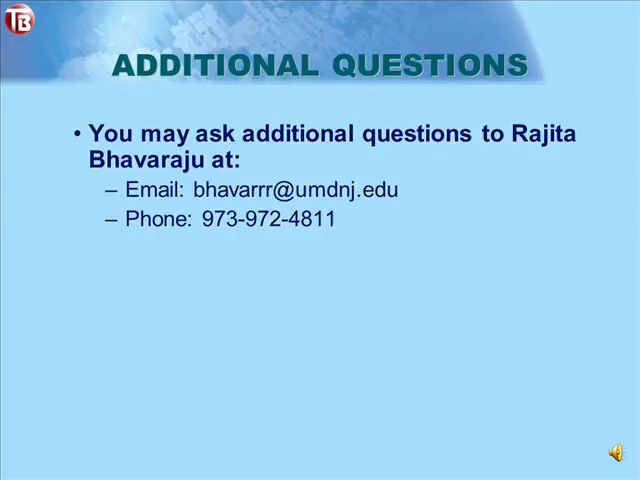 TB
ADDITIONAL QUESTIONS
• You may ask additional questions to Rajita
Bhavaraju at:
– Email: bhavarrr@umdnj.edu
– Phone: 973-972-4811